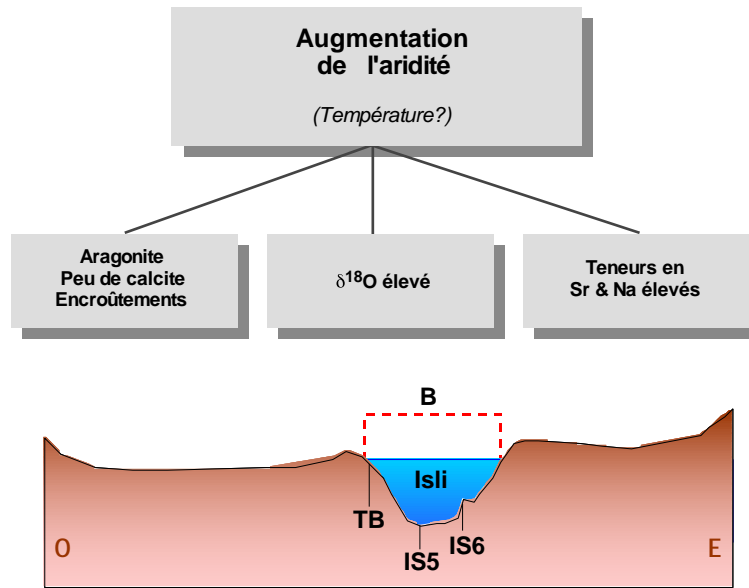 Augmentation
de l'aridité
(Température?)
Aragonite
Peu de calcite
Encroûtements
δ18O élevé
Teneurs en
Sr & Na élevés
B
Isli
TB
IS5
IS6
O
E